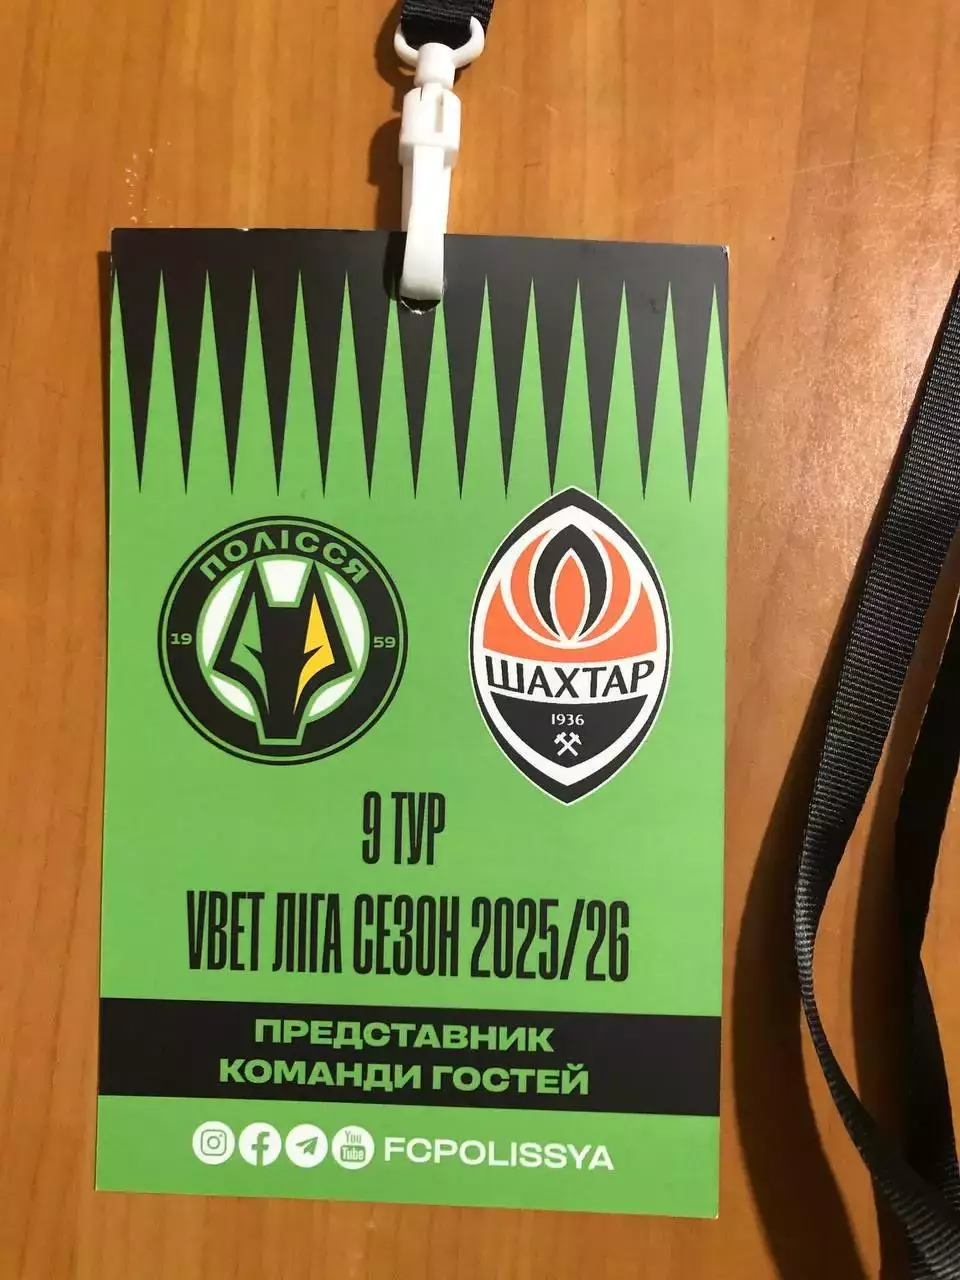 ПОЛІССЯ
19 59
ШАХТАР
1936
9 ТУР
VBET ЛІГА СЕЗОН 2025/26
ПРЕДСТАВНИК
КОМАНДИ ГОСТЕЙ
You
Tube
FCPOLISSYA